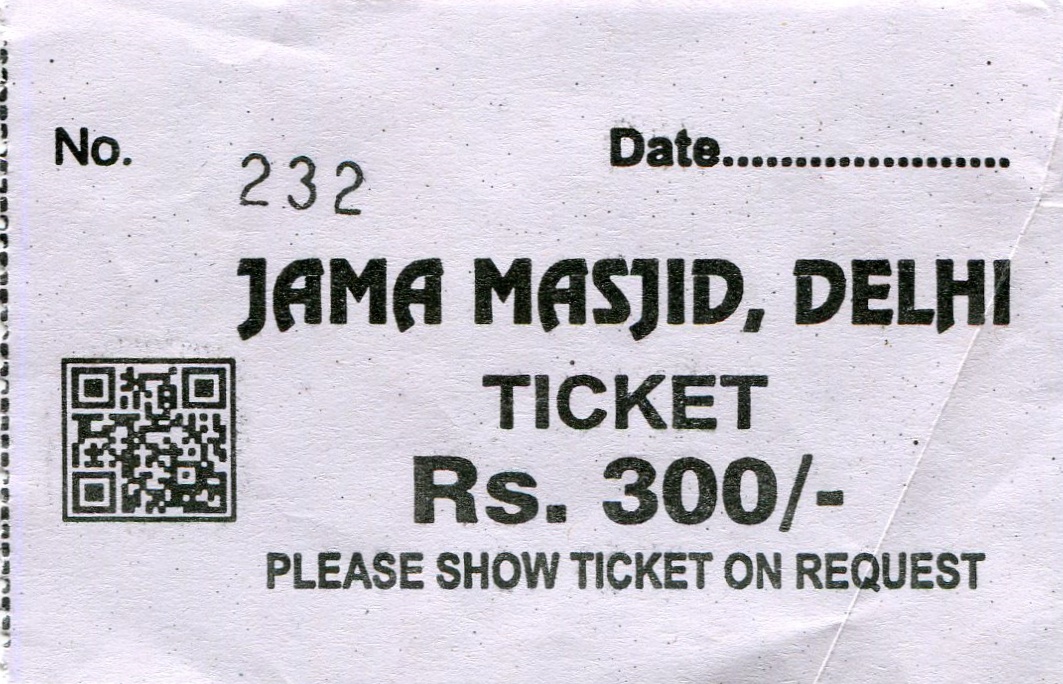 No. 232 Date....................
JAMA MASJID, DELHI
TICKET
Rs. 300/-
PLEASE SHOW TICKET ON REQUEST